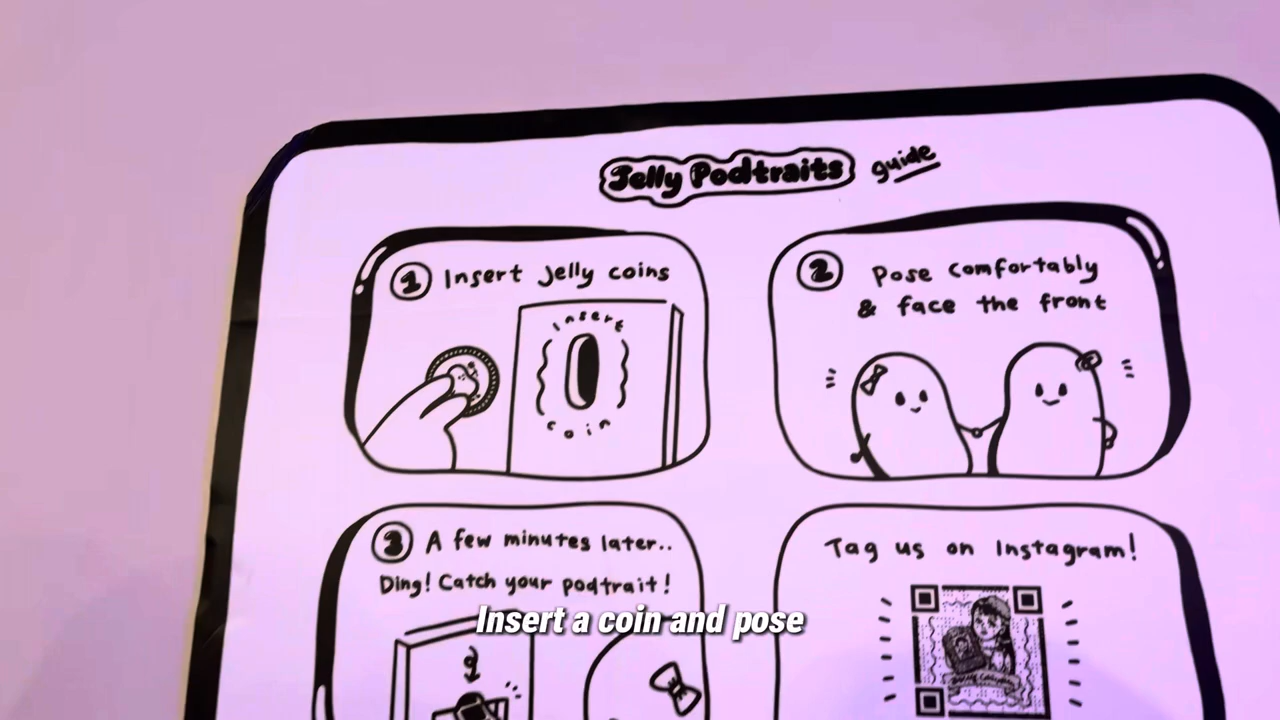 Jelly Podtraits guide
1 Insert Jelly coins
Insert
coin
2 Pose comfortably
& face the front
3 A few minutes later..
Ding! Catch your podtrait!
Tag us on Instagram!
Insert a coin and pose